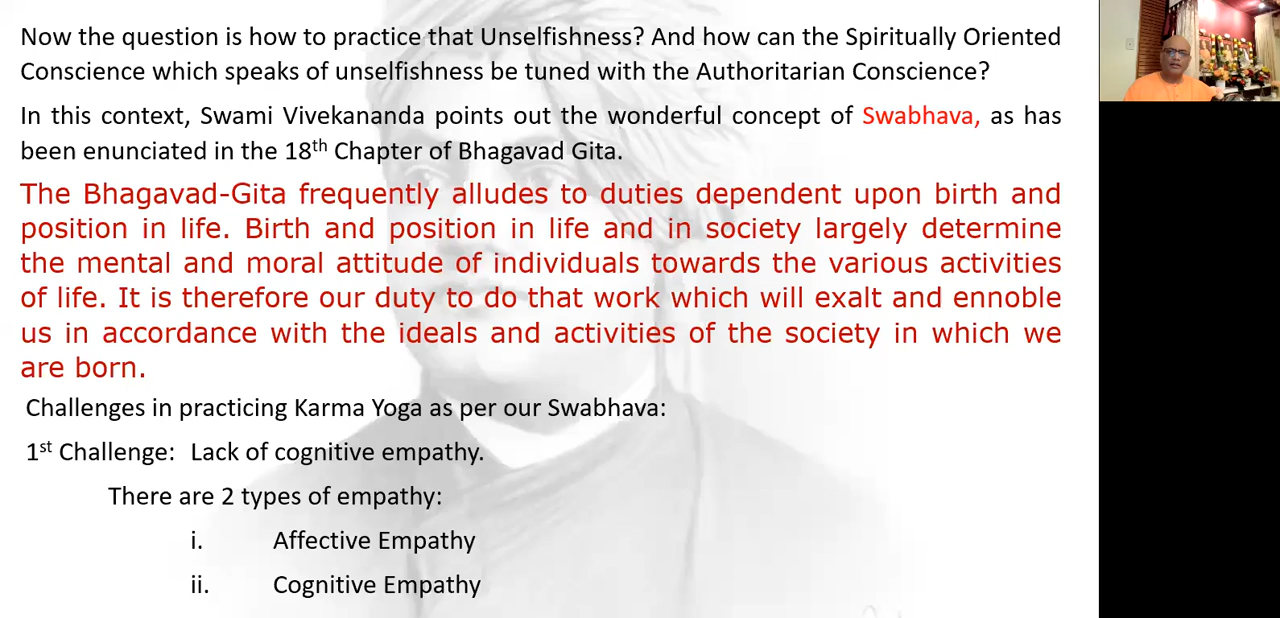 Now the question is how to practice that Unselfishness? And how can the Spiritually Oriented
Conscience which speaks of unselfishness be tuned with the Authoritarian Conscience?
In this context, Swami Vivekananda points out the wonderful concept of Swabhava, as has
been enunciated in the 18th Chapter of Bhagavad Gita.
The Bhagavad-Gita frequently alludes to duties dependent upon birth and
position in life. Birth and position in life and in society largely determine
the mental and moral attitude of individuals towards the various activities
of life. It is therefore our duty to do that work which will exalt and ennoble
us in accordance with the ideals and activities of the society in which we
are born.
Challenges in practicing Karma Yoga as per our Swabhava:
1st Challenge: Lack of cognitive empathy.
There are 2 types of empathy:
i. Affective Empathy
ii. Cognitive Empathy